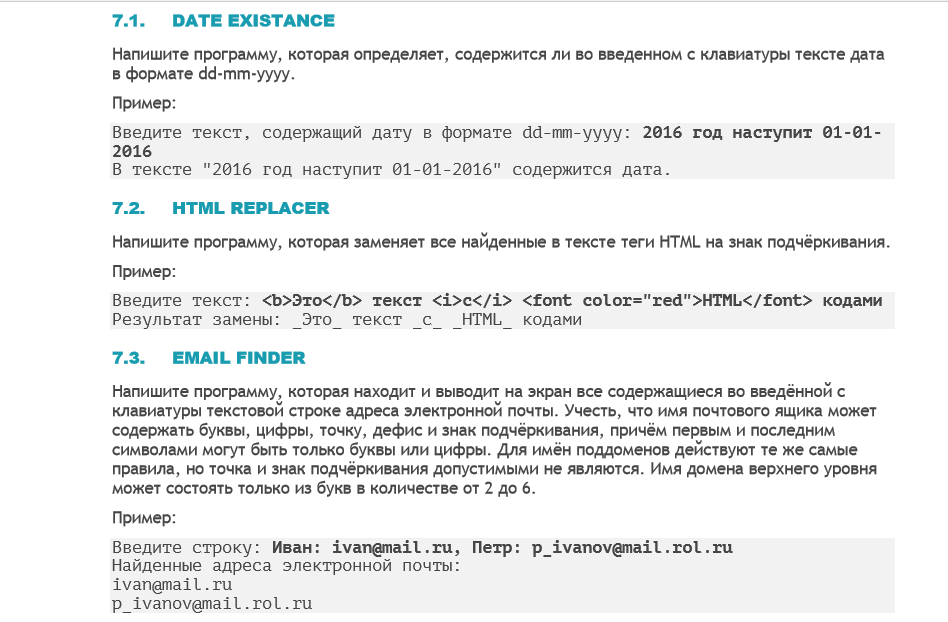 7.1. DATE EXISTANCE
Напишите программу, которая определяет, содержится ли во введенном с клавиатуры тексте дата
в формате dd-mm-yyyy.
Пример:
Введите текст, содержащий дату в формате dd-mm-yyyy: 2016 год наступит 01-01-
2016
В тексте "2016 год наступит 01-01-2016" содержится дата.
7.2. HTML REPLACER
Напишите программу, которая заменяет все найденные в тексте теги HTML на знак подчёркивания.
Пример:
Введите текст: <b>Это</b> текст <i>с</i> <font color="red">HTML</font> кодами
Результат замены: _Это_ текст _с_ _HTML_ кодами
7.3. EMAIL FINDER
Напишите программу, которая находит и выводит на экран все содержащиеся во введённой с
клавиатуры текстовой строке адреса электронной почты. Учесть, что имя почтового ящика может
содержать буквы, цифры, точку, дефис и знак подчёркивания, причём первым и последним
символами могут быть только буквы или цифры. Для имён поддоменов действуют те же самые
правила, но точка и знак подчёркивания допустимыми не являются. Имя домена верхнего уровня
может состоять только из букв в количестве от 2 до 6.
Пример:
Введите строку: Иван: ivan@mail.ru, Петр: p_ivanov@mail.rol.ru
Найденные адреса электронной почты:
ivan@mail.ru
p_ivanov@mail.rol.ru